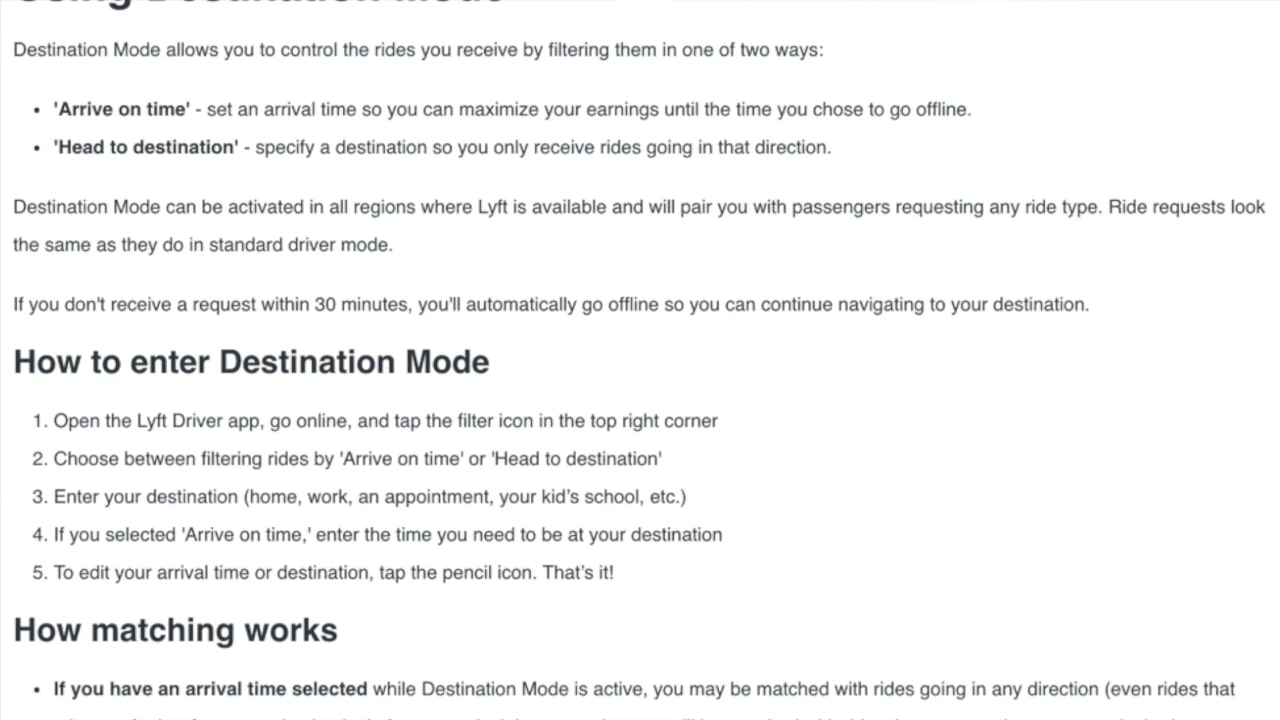 Destination Mode allows you to control the rides you receive by filtering them in one of two ways:
• 'Arrive on time' - set an arrival time so you can maximize your earnings until the time you chose to go offline.
• 'Head to destination' - specify a destination so you only receive rides going in that direction.
Destination Mode can be activated in all regions where Lyft is available and will pair you with passengers requesting any ride type. Ride requests look
the same as they do in standard driver mode.
If you don't receive a request within 30 minutes, you'll automatically go offline so you can continue navigating to your destination.
How to enter Destination Mode
1. Open the Lyft Driver app, go online, and tap the filter icon in the top right corner
2. Choose between filtering rides by 'Arrive on time' or 'Head to destination'
3. Enter your destination (home, work, an appointment, your kid’s school, etc.)
4. If you selected 'Arrive on time,' enter the time you need to be at your destination
5. To edit your arrival time or destination, tap the pencil icon. That’s it!
How matching works
• If you have an arrival time selected while Destination Mode is active, you may be matched with rides going in any direction (even rides that